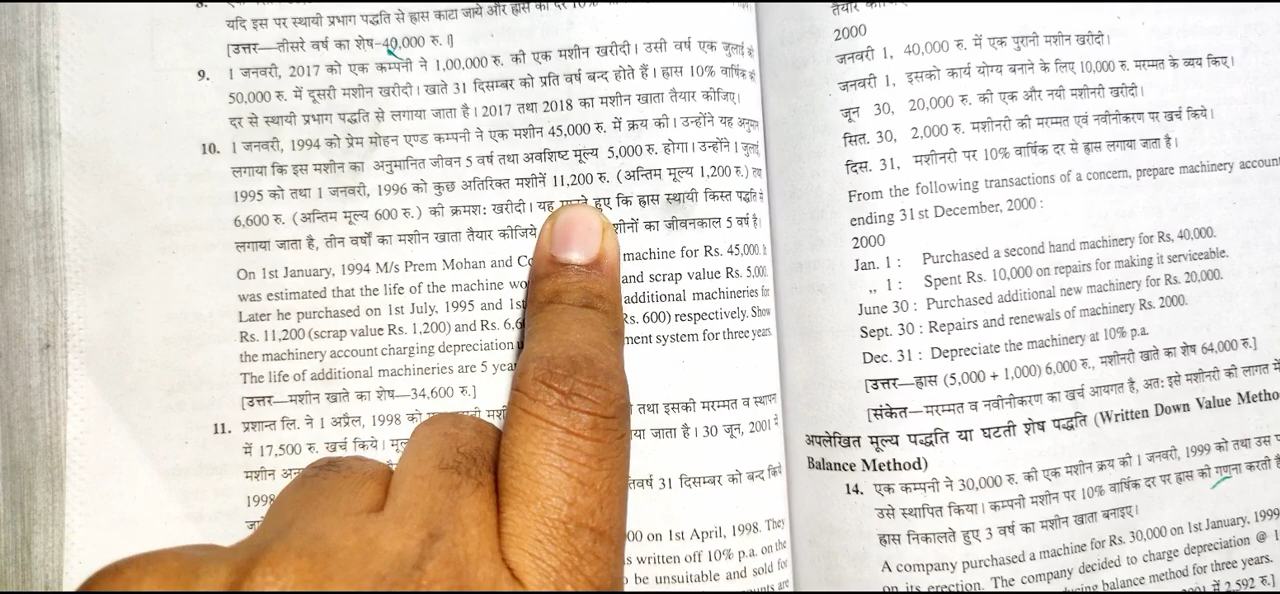 यदि इस पर स्थायी प्रभाग पद्धति से ह्रास काटा जाये और ह्रास की दर 10%
[उत्तर—तीसरे वर्ष का शेष-40,000 रु.।]
9. 1 जनवरी, 2017 को एक कम्पनी ने 1,00,000 रु. की एक मशीन खरीदी। उसी वर्ष एक जुलाई को
50,000 रु. में दूसरी मशीन खरीदी। खाते 31 दिसम्बर को प्रति वर्ष बन्द होते हैं। ह्रास 10% वार्षिक की
दर से स्थायी प्रभाग पद्धति से लगाया जाता है। 2017 तथा 2018 का मशीन खाता तैयार कीजिए।
10. 1 जनवरी, 1994 को प्रेम मोहन एण्ड कम्पनी ने एक मशीन 45,000 रु. में क्रय की। उन्होंने यह अनुमान
लगाया कि इस मशीन का अनुमानित जीवन 5 वर्ष तथा अवशिष्ट मूल्य 5,000 रु. होगा। उन्होंने 1 जुलाई,
1995 को तथा 1 जनवरी, 1996 को कुछ अतिरिक्त मशीनें 11,200 रु. (अन्तिम मूल्य 1,200 रु.) तथा
6,600 रु. (अन्तिम मूल्य 600 रु.) की क्रमश: खरीदी। यह हुए कि ह्रास स्थायी किस्त पद्धति से
लगाया जाता है, तीन वर्षों का मशीन खाता तैयार कीजिये शीनों का जीवनकाल 5 वर्ष है।
On 1st January, 1994 M/s Prem Mohan and Co machine for Rs. 45,000. It
was estimated that the life of the machine wo and scrap value Rs. 5,000.
Later he purchased on 1st July, 1995 and 1st additional machineries for
Rs. 11,200 (scrap value Rs. 1,200) and Rs. 6,6 Rs. 600) respectively. Show
the machinery account charging depreciation u ment system for three years.
The life of additional machineries are 5 yea
[उत्तर—मशीन खाते का शेष—34,600 रु.]
11. प्रशान्त लि. ने 1 अप्रैल, 1998 को मशी तथा इसकी मरम्मत व स्थापन
में 17,500 रु. खर्च किये। मूल या जाता है। 30 जून, 2001 में
मशीन अन तिवर्ष 31 दिसम्बर को बन्द किये
1998
जा
00 on 1st April, 1998. They
s written off 10% p.a. on the
be unsuitable and sold for
unts are
तैयार
2000
जनवरी 1, 40,000 रु. में एक पुरानी मशीन खरीदी।
जनवरी 1, इसको कार्य योग्य बनाने के लिए 10,000 रु. मरम्मत के व्यय किए।
जून 30, 20,000 रु. की एक और नयी मशीनरी खरीदी।
सित. 30, 2,000 रु. मशीनरी की मरम्मत एवं नवीनीकरण पर खर्च किये।
दिस. 31, मशीनरी पर 10% वार्षिक दर से ह्रास लगाया जाता है।
From the following transactions of a concern, prepare machinery account
ending 31st December, 2000 :
2000
Jan. 1 : Purchased a second hand machinery for Rs, 40,000.
,, 1 : Spent Rs. 10,000 on repairs for making it serviceable.
June 30 : Purchased additional new machinery for Rs. 20,000.
Sept. 30 : Repairs and renewals of machinery Rs. 2000.
Dec. 31 : Depreciate the machinery at 10% p.a.
[उत्तर—ह्रास (5,000 + 1,000) 6,000 रु., मशीनरी खाते का शेष 64,000 रु.]
[संकेत—मरम्मत व नवीनीकरण का खर्च आयगत है, अत: इसे मशीनरी की लागत में
अपलेखित मूल्य पद्धति या घटती शेष पद्धति (Written Down Value Metho
Balance Method)
14. एक कम्पनी ने 30,000 रु. की एक मशीन क्रय की 1 जनवरी, 1999 को तथा उस प
उसे स्थापित किया। कम्पनी मशीन पर 10% वार्षिक दर पर ह्रास की गणना करती है
ह्रास निकालते हुए 3 वर्ष का मशीन खाता बनाइए।
A company purchased a machine for Rs. 30,000 on 1st January, 1999
on its erection. The company decided to charge depreciation @ 1
ucing balance method for three years.
में 2,592 रु.]